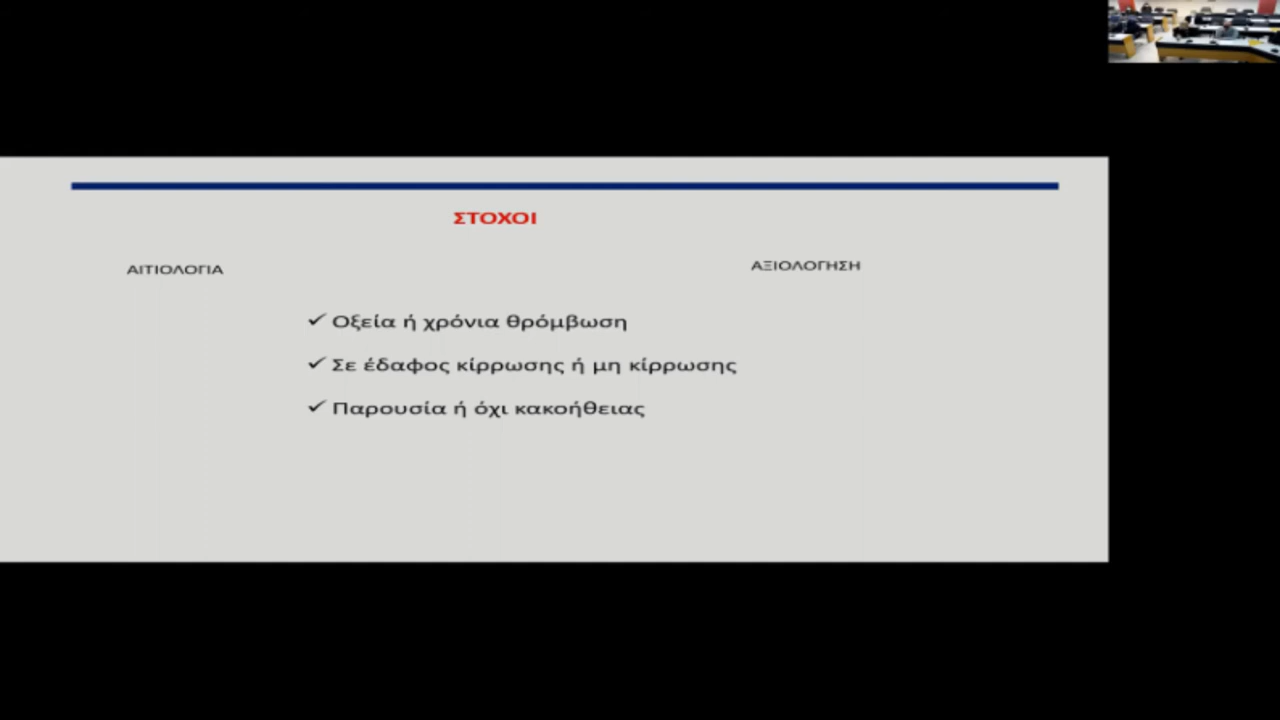 ΣΤΟΧΟΙ
ΑΙΤΙΟΛΟΓΙΑ
ΑΞΙΟΛΟΓΗΣΗ
✓ Οξεία ή χρόνια θρόμβωση
✓ Σε έδαφος κίρρωσης ή μη κίρρωσης
✓ Παρουσία ή όχι κακοήθειας